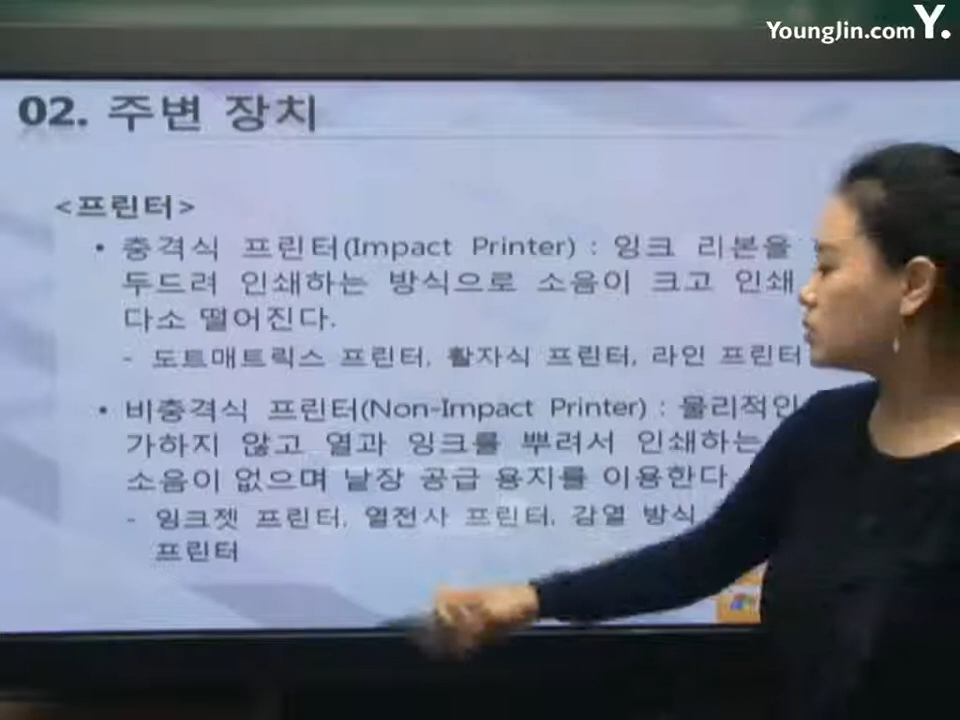 YoungJin.com Y.
02. 주변 장치
<프린터>
• 충격식 프린터(Impact Printer) : 잉크 리본을
두드려 인쇄하는 방식으로 소음이 크고 인쇄
다소 떨어진다.
- 도트매트릭스 프린터, 활자식 프린터, 라인 프린터
• 비충격식 프린터(Non-Impact Printer) : 물리적인
가하지 않고 열과 잉크를 뿌려서 인쇄하는
소음이 없으며 낱장 공급 용지를 이용한다
- 잉크젯 프린터, 열전사 프린터, 감열 방식
프린터